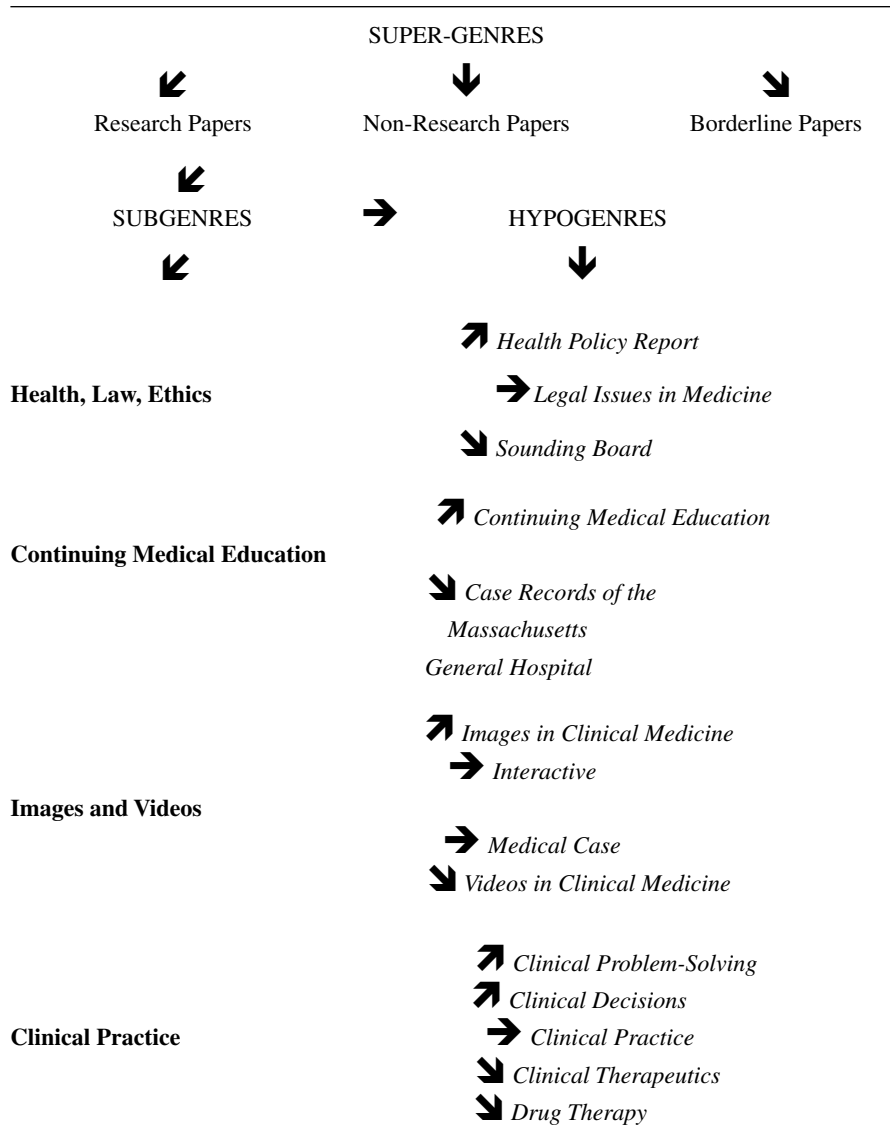 SUPER-GENRES
Research Papers Non-Research Papers Borderline Papers
SUBGENRES HYPOGENRES
Health Policy Report
Health, Law, Ethics Legal Issues in Medicine
Sounding Board
Continuing Medical Education
Continuing Medical Education
Case Records of the
Massachusetts
General Hospital
Images in Clinical Medicine
Interactive
Images and Videos
Medical Case
Videos in Clinical Medicine
Clinical Problem-Solving
Clinical Decisions
Clinical Practice Clinical Practice
Clinical Therapeutics
Drug Therapy